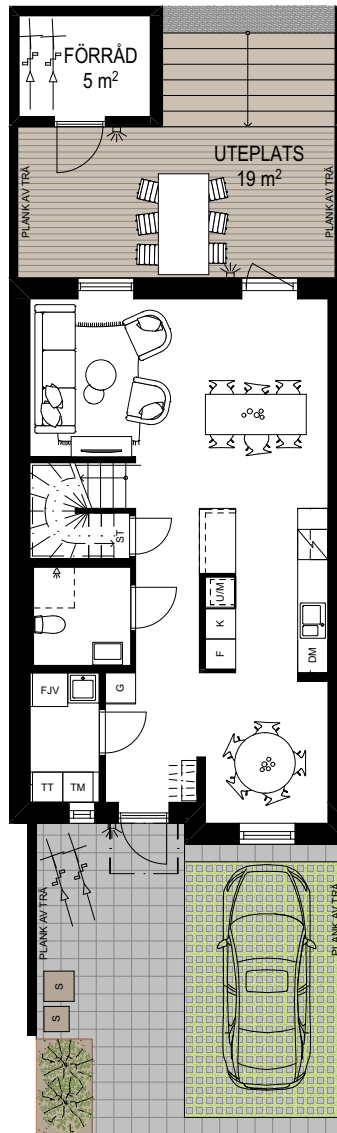 FÖRRÅD
5 m²
UTEPLATS
19 m²
PLANK AV TRÄ
PLANK AV TRÄ
ST
U/M
K
F
DM
FJV
G
TT
TM
PLANK AV TRÄ
PLANK AV TRÄ
S
S